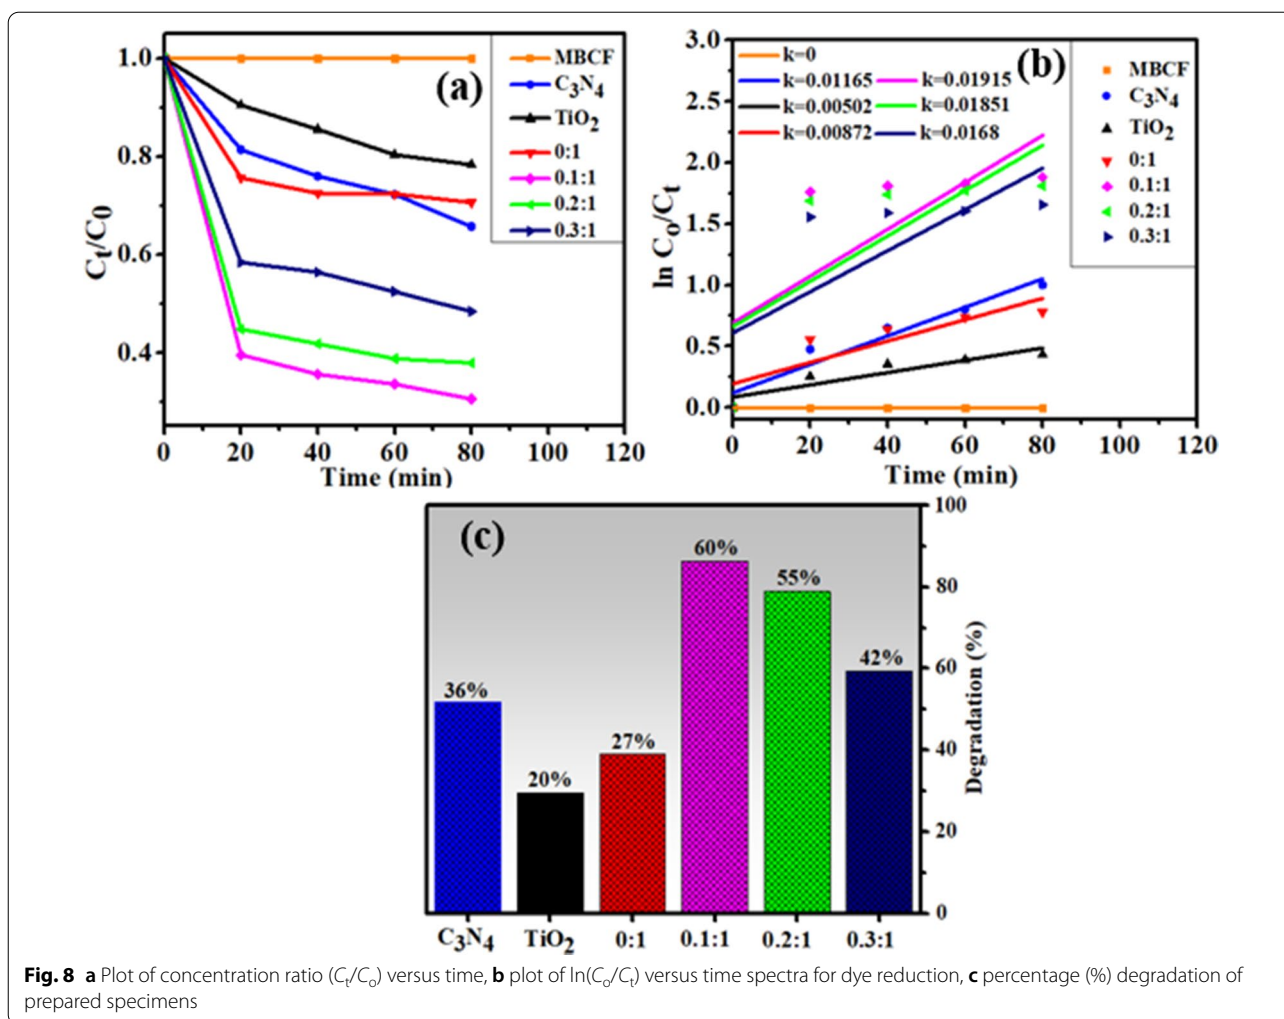 (a)
1.0
0.8
0.6
0.4
Ct/C0
0 20 40 60 80 100 120
Time (min)
MBCF
C3N4
TiO2
0:1
0.1:1
0.2:1
0.3:1
(b)
3.0
2.5
2.0
1.5
1.0
0.5
0.0
ln Co/Ct
k=0
k=0.01165 k=0.01915
k=0.00502 k=0.01851
k=0.00872 k=0.0168
0 20 40 60 80 100 120
Time (min)
MBCF
C3N4
TiO2
0:1
0.1:1
0.2:1
0.3:1
(c)
36%
20%
27%
60%
55%
42%
100
80
60
40
20
0
Degradation (%)
C3N4 TiO2 0:1 0.1:1 0.2:1 0.3:1
Fig. 8 a Plot of concentration ratio (Ct/Co) versus time, b plot of ln(Co/Ct) versus time spectra for dye reduction, c percentage (%) degradation of
prepared specimens